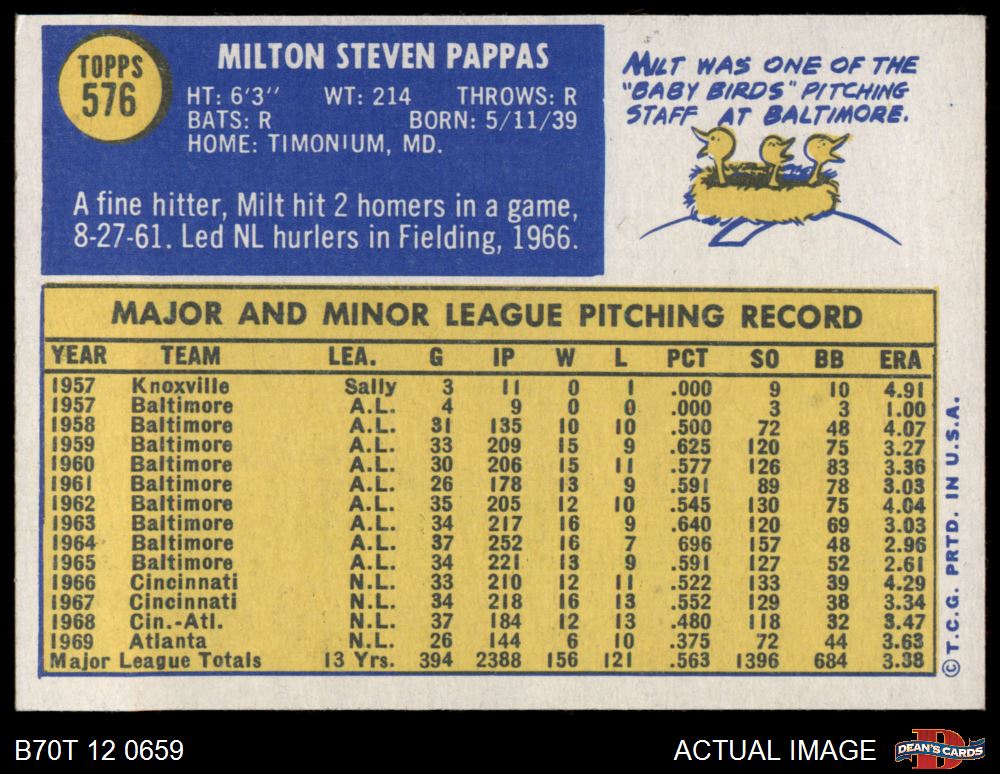 TOPPS
576
MILTON STEVEN PAPPAS
HT: 6'3" WT: 214 THROWS: R
BATS: R BORN: 5/11/39
HOME: TIMONIUM, MD.
A fine hitter, Milt hit 2 homers in a game,
8-27-61. Led NL hurlers in Fielding, 1966.
MILT WAS ONE OF THE
"BABY BIRDS" PITCHING
STAFF AT BALTIMORE.
MAJOR AND MINOR LEAGUE PITCHING RECORD
YEAR TEAM LEA. G IP W L PCT SO BB ERA
1957 Knoxville Sally 3 11 0 1 .000 9 10 4.91
1957 Baltimore A.L. 4 9 0 0 .000 3 3 1.00
1958 Baltimore A.L. 31 135 10 10 .500 72 48 4.07
1959 Baltimore A.L. 33 209 15 9 .625 120 75 3.27
1960 Baltimore A.L. 30 206 15 11 .577 126 83 3.36
1961 Baltimore A.L. 26 178 13 9 .591 89 78 3.03
1962 Baltimore A.L. 35 205 12 10 .545 130 75 4.04
1963 Baltimore A.L. 34 217 16 9 .640 120 69 3.03
1964 Baltimore A.L. 37 252 16 7 696 157 48 2.96
1965 Baltimore A.L. 34 221 13 9 .591 127 52 2.61
1966 Cincinnati N.L. 33 210 12 11 .522 133 39 4.29
1967 Cincinnati N.L. 34 218 16 13 .552 129 38 3.34
1968 Cin.-Atl. N.L. 37 184 12 13 .480 118 32 3.47
1969 Atlanta N.L. 26 144 6 10 .375 72 44 3.63
Major League Totals 13 Yrs. 394 2388 156 121 .563 1396 684 3.38
© T.C.G. PRTD. IN U.S.A.
B70T 12 0659
ACTUAL IMAGE
DEAN'S CARDS